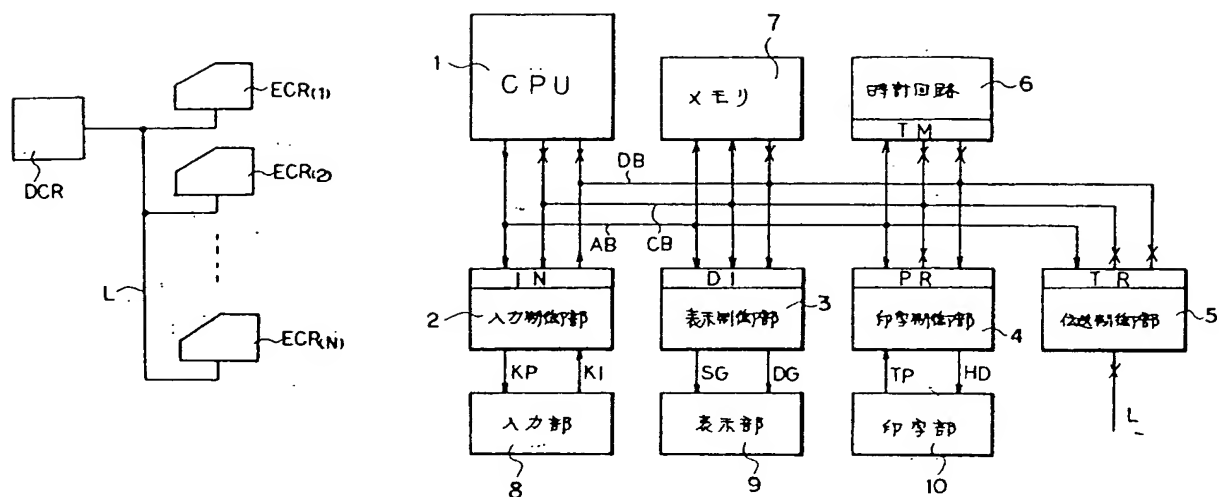 DCR
L
ECR(1)
ECR(2)
ECR(N)
1
CPU
7
メモリ
6
時計回路
TM
DB
AB
CB
IN
2
入力制御部
DI
3
表示制御部
PR
4
印字制御部
TR
5
伝送制御部
KP
KI
SG
DG
TP
HD
L
入力部
8
表示部
9
印字部
10